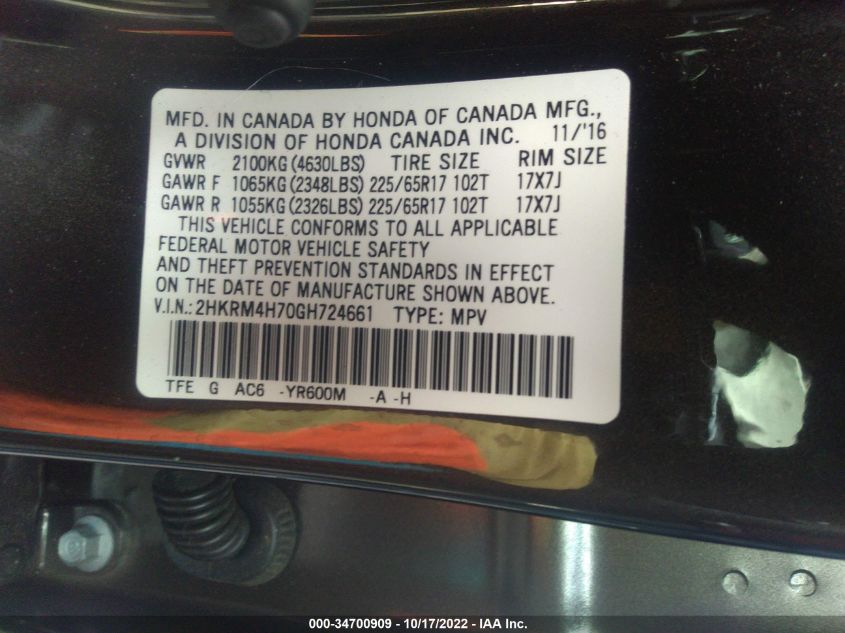 MFD. IN CANADA BY HONDA OF CANADA MFG.,
A DIVISION OF HONDA CANADA INC. 11/'16
GVWR 2100KG (4630LBS) TIRE SIZE RIM SIZE
GAWR F 1065KG (2348LBS) 225/65R17 102T 17X7J
GAWR R 1055KG (2326LBS) 225/65R17 102T 17X7J
THIS VEHICLE CONFORMS TO ALL APPLICABLE
FEDERAL MOTOR VEHICLE SAFETY
AND THEFT PREVENTION STANDARDS IN EFFECT
ON THE DATE OF MANUFACTURE SHOWN ABOVE.
V.I.N.: 2HKRM4H70GH724661 TYPE: MPV
TFE G AC6 -YR600M -A -H
000-34700909 - 10/17/2022 - IAA Inc.